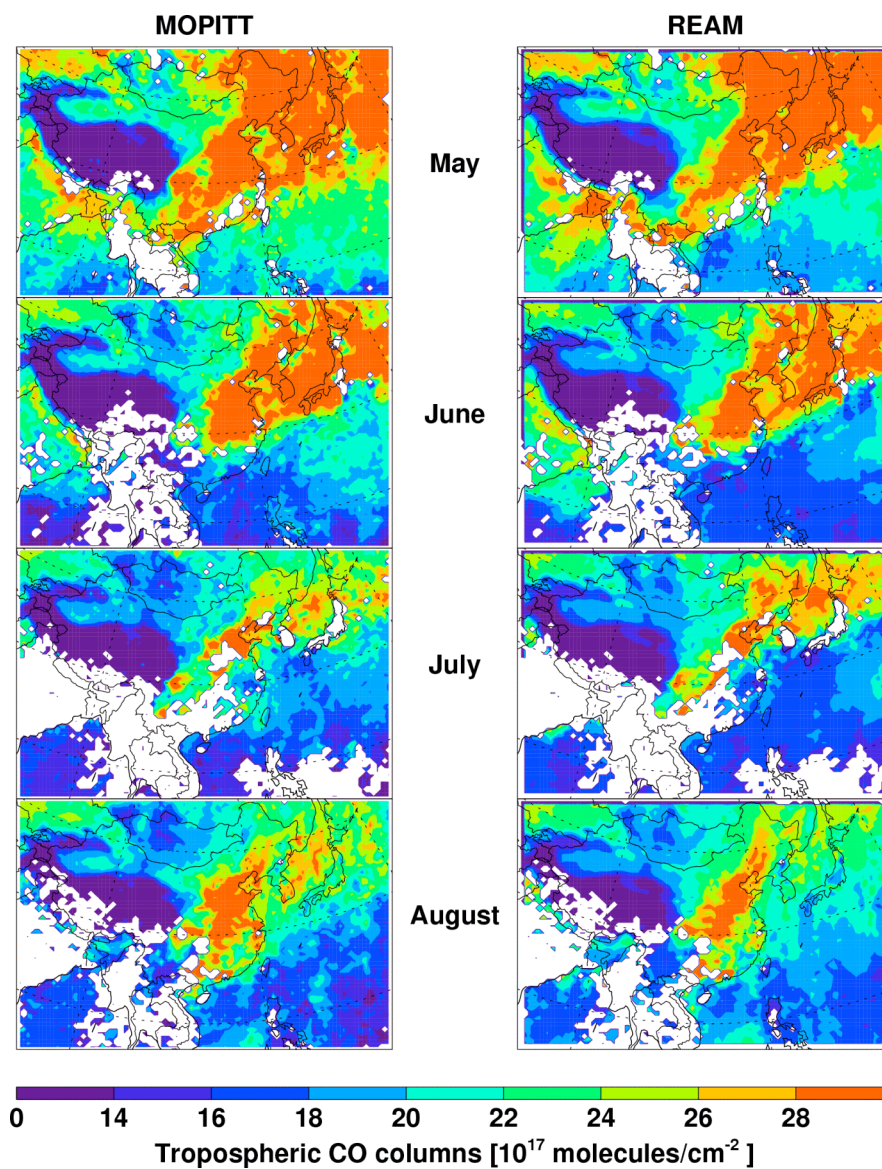 MOPITT REAM
May
June
July
August
0 14 16 18 20 22 24 26 28
Tropospheric CO columns [10¹⁷ molecules/cm⁻² ]